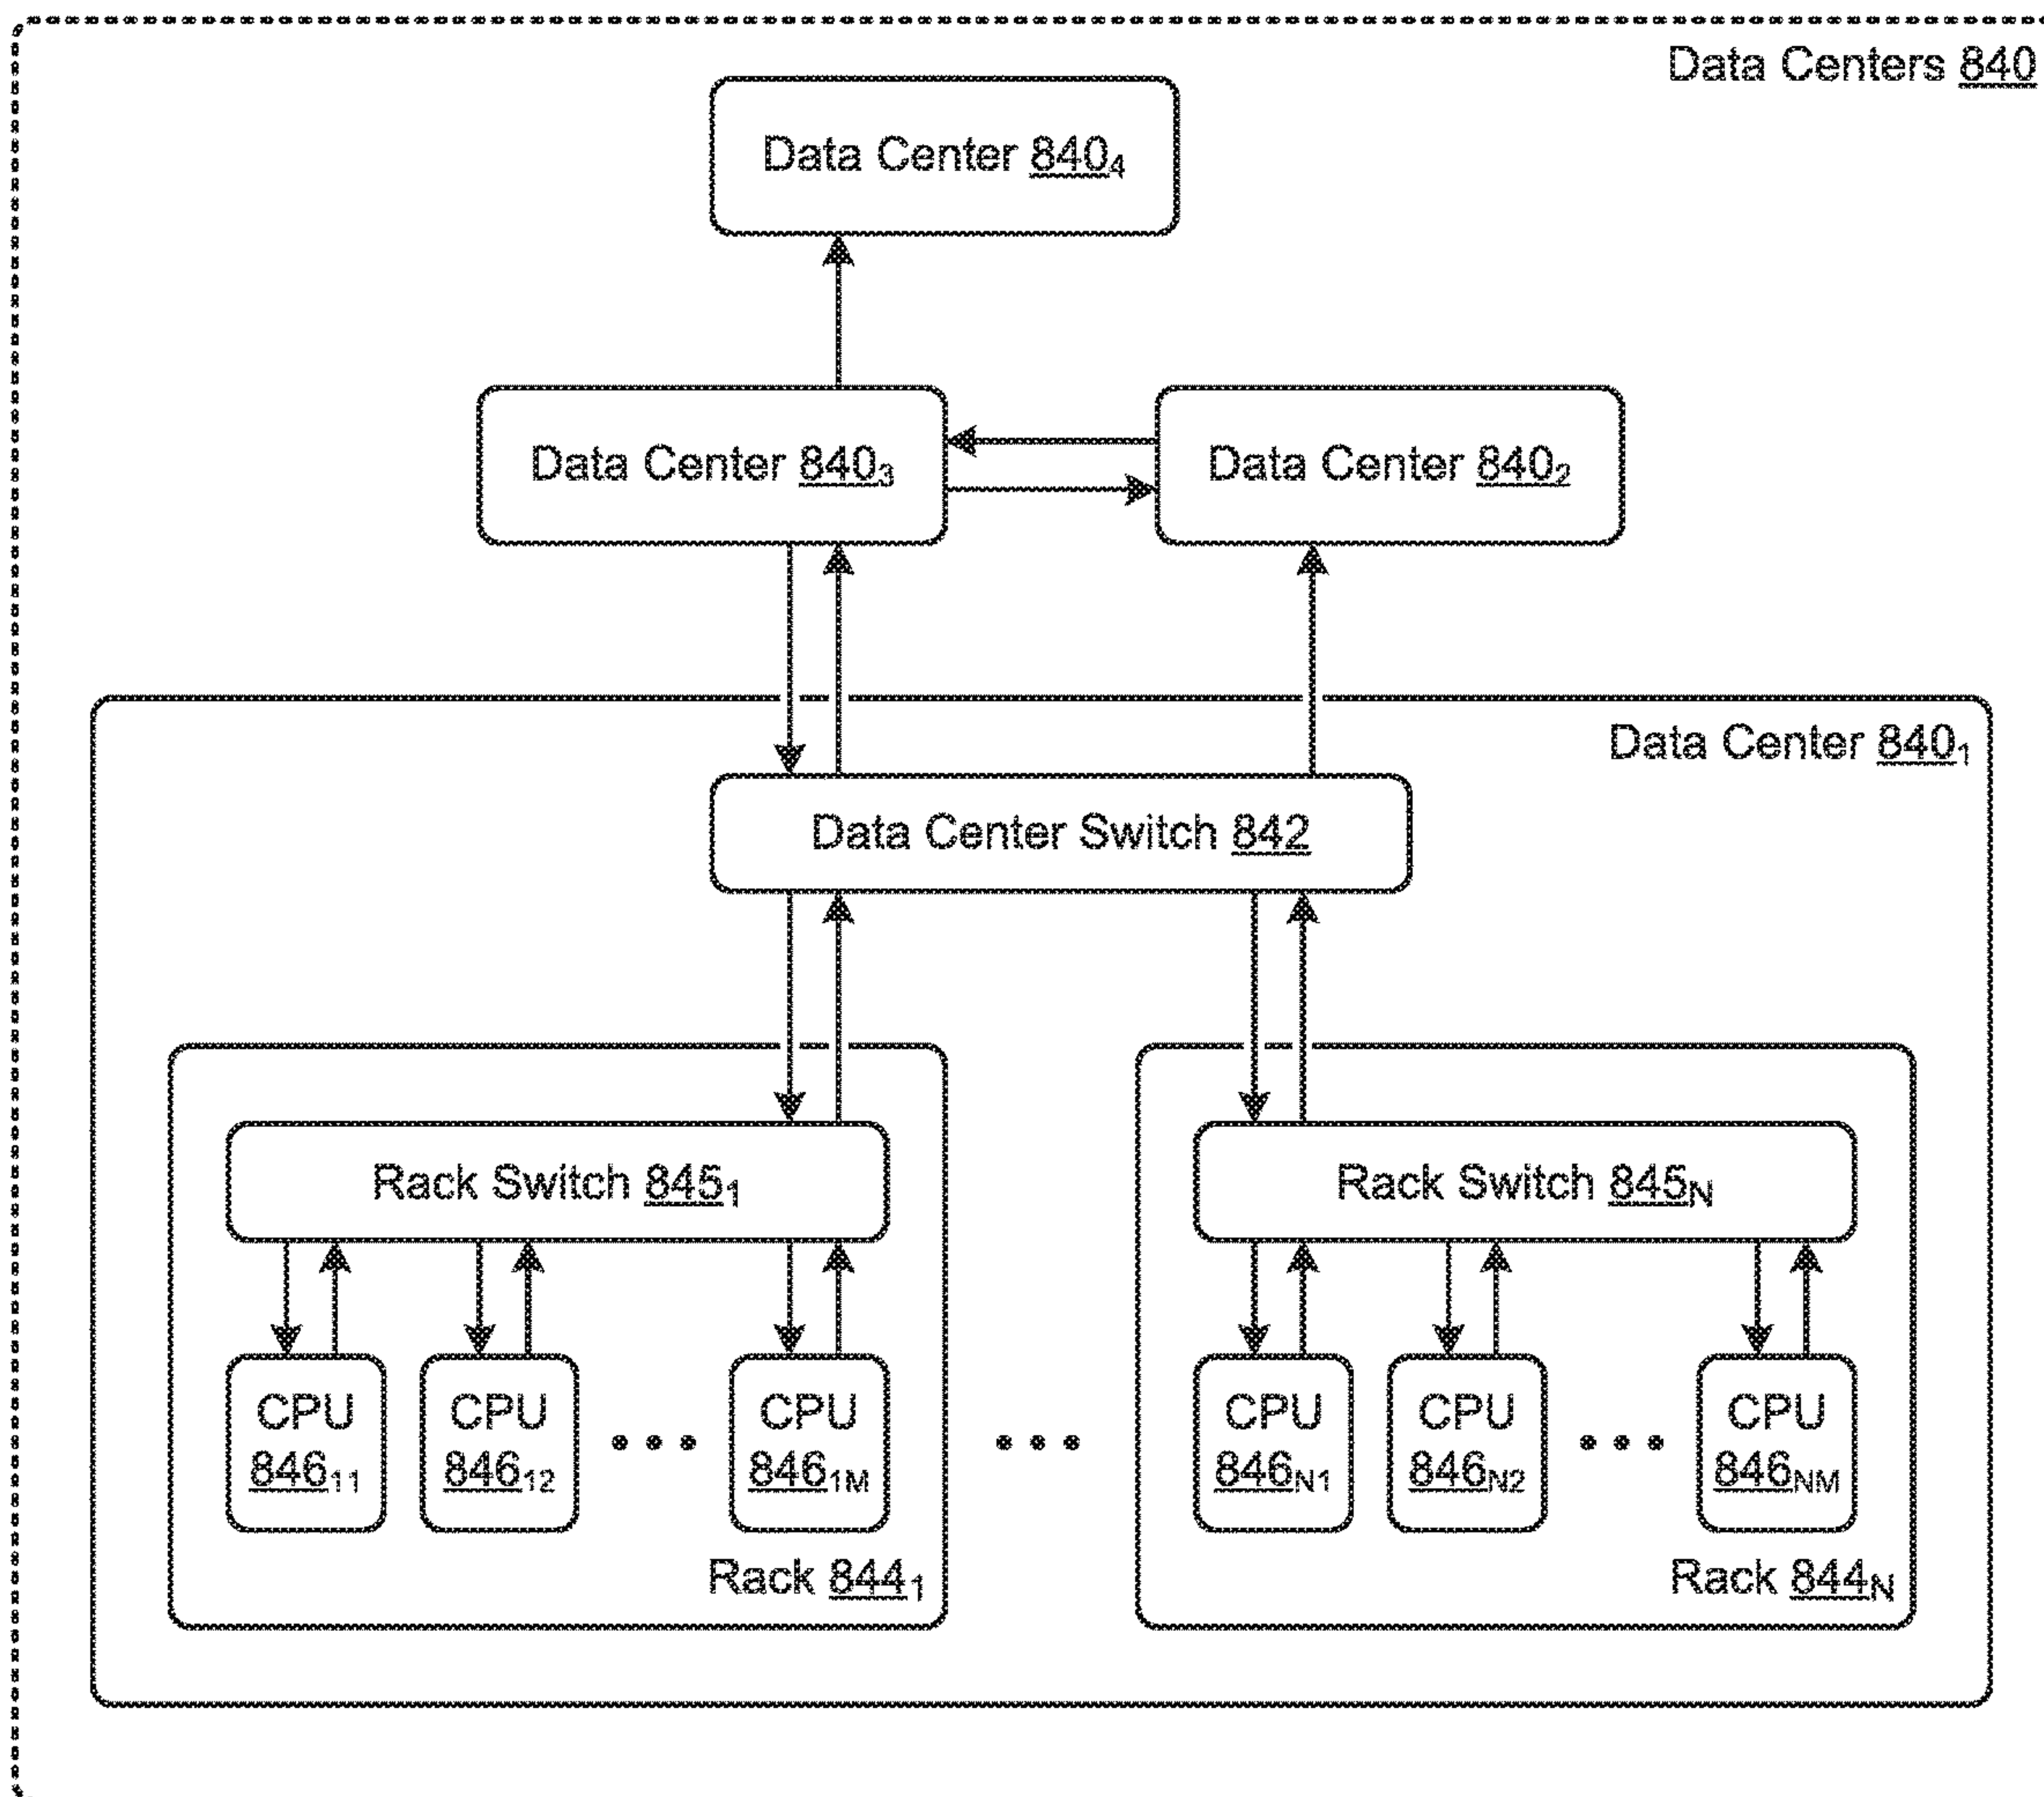 Data Centers 840
Data Center 840₄
Data Center 840₃
Data Center 840₂
Data Center 840₁
Data Center Switch 842
Rack Switch 845₁
Rack Switch 845N
CPU
846₁₁
CPU
846₁₂
CPU
846₁M
CPU
846N₁
CPU
846N₂
CPU
846NM
Rack 844₁
Rack 844N